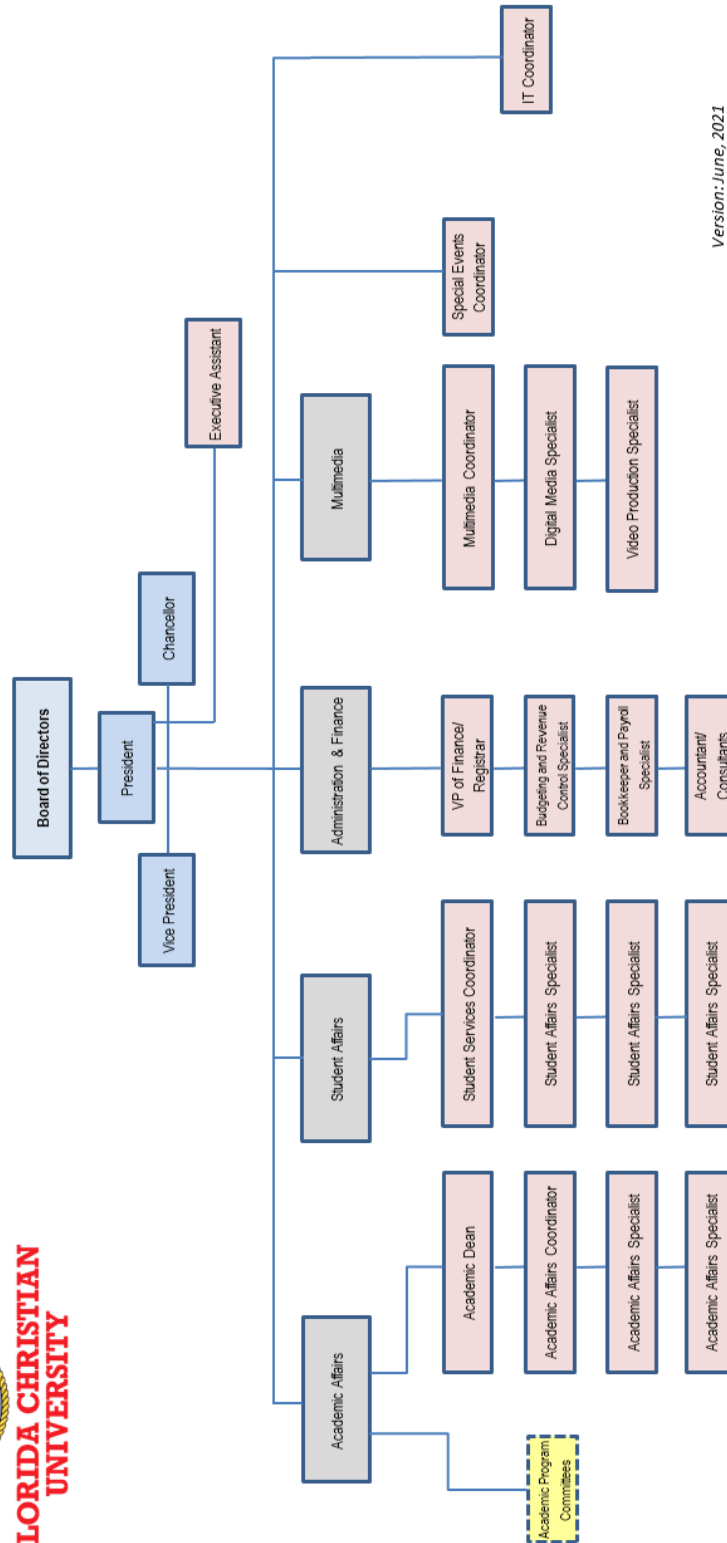 LORIDA CHRISTIAN
UNIVERSITY
Board of Directors
President
Vice President
Chancellor
Executive Assistant
Academic Affairs
Student Affairs
Administration & Finance
Multimedia
Academic Program
Committees
Academic Dean
Academic Affairs Coordinator
Academic Affairs Specialist
Academic Affairs Specialist
Student Services Coordinator
Student Affairs Specialist
Student Affairs Specialist
Student Affairs Specialist
VP of Finance/
Registrar
Budgeting and Revenue
Control Specialist
Bookkeeper and Payroll
Specialist
Accountant/
Consultants
Multimedia Coordinator
Digital Media Specialist
Video Production Specialist
Special Events
Coordinator
IT Coordinator
Version: June, 2021